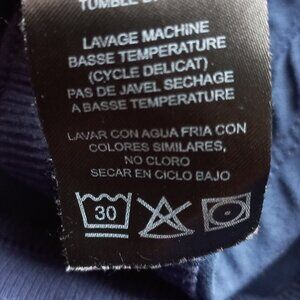 TUMBLE
LAVAGE MACHINE
BASSE TEMPERATURE
(CYCLE DELICAT)
PAS DE JAVEL SECHAGE
A BASSE TEMPERATURE
LAVAR CON AGUA FRIA CON
COLORES SIMILARES,
NO CLORO
SECAR EN CICLO BAJO
30